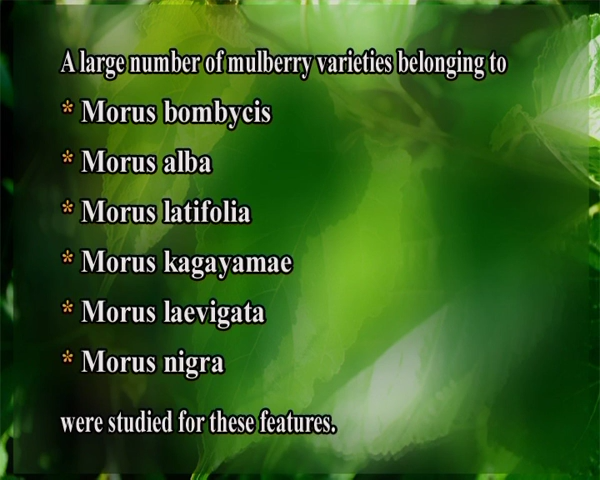 A large number of mulberry varieties belonging to
* Morus bombycis
* Morus alba
* Morus latifolia
* Morus kagayamae
* Morus laevigata
* Morus nigra
were studied for these features.